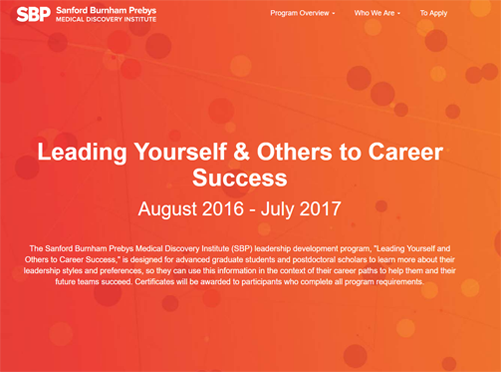 SBP Sanford Burnham Prebys
MEDICAL DISCOVERY INSTITUTE
Program Overview Who We Are To Apply
Leading Yourself & Others to Career
Success
August 2016 - July 2017
The Sanford Burnham Prebys Medical Discovery Institute (SBP) leadership development program, "Leading Yourself and
Others to Career Success," is designed for advanced graduate students and postdoctoral scholars to learn more about their
leadership styles and preferences, so they can use this information in the context of their career paths to help them and their
future teams succeed. Certificates will be awarded to participants who complete all program requirements.